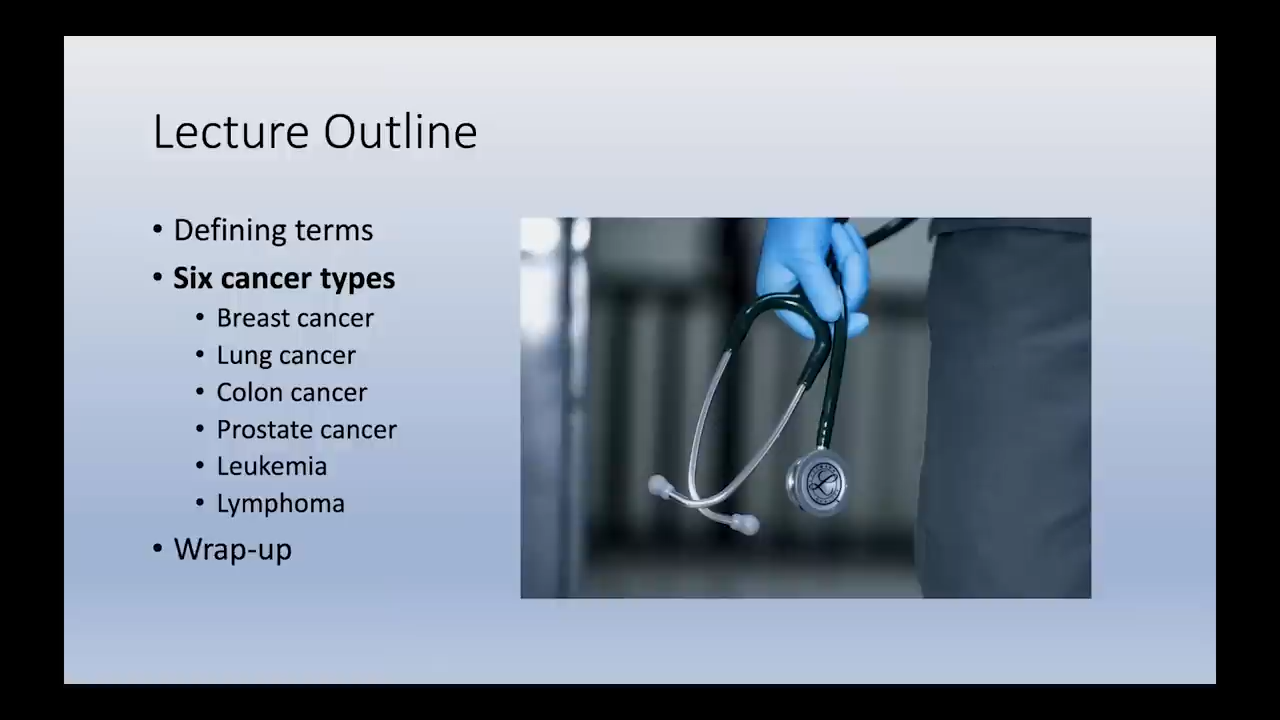 Lecture Outline
• Defining terms
• Six cancer types
• Breast cancer
• Lung cancer
• Colon cancer
• Prostate cancer
• Leukemia
• Lymphoma
• Wrap-up